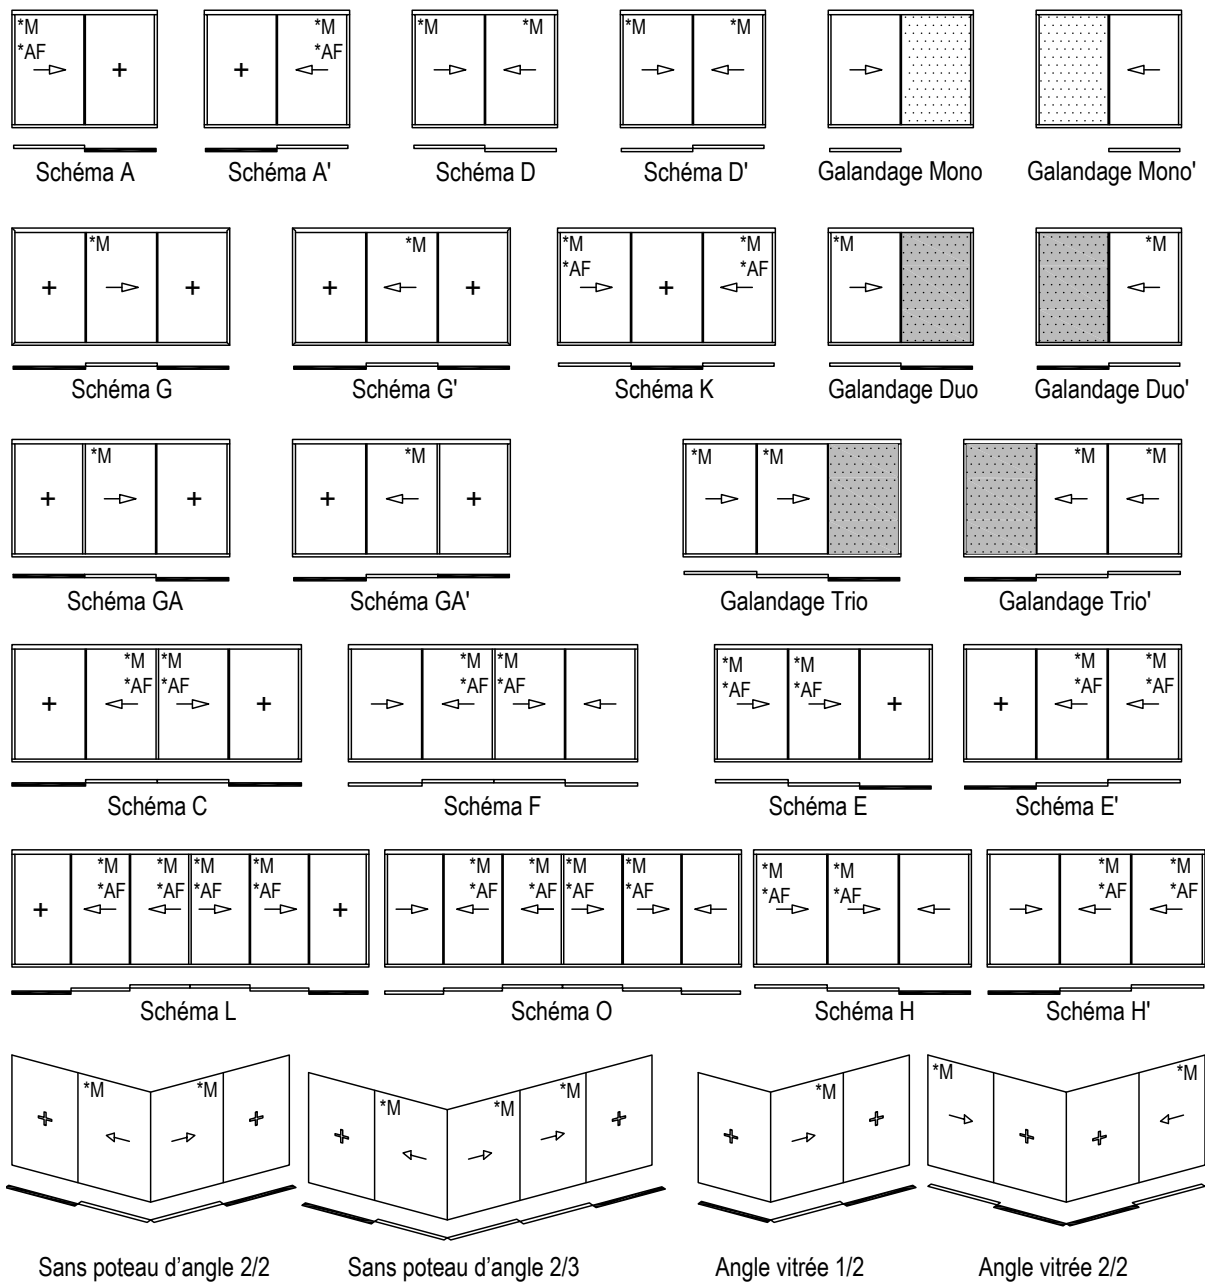 *M *M *M *M *M *M
*AF *AF
Schéma A Schéma A' Schéma D Schéma D' Galandage Mono Galandage Mono'
*M *M *M *M *M *M
*AF *AF
Schéma G Schéma G' Schéma K Galandage Duo Galandage Duo'
*M *M *M *M *M *M
Schéma GA Schéma GA' Galandage Trio Galandage Trio'
*M *M *M *M *M *M *M *M
*AF *AF *AF *AF *AF *AF *AF *AF
Schéma C Schéma F Schéma E Schéma E'
*M *M *M *M *M *M *M *M *M *M *M *M
*AF *AF *AF *AF *AF *AF *AF *AF *AF *AF *AF *AF
Schéma L Schéma O Schéma H Schéma H'
*M *M *M *M *M *M *M *M
Sans poteau d’angle 2/2 Sans poteau d’angle 2/3 Angle vitrée 1/2 Angle vitrée 2/2